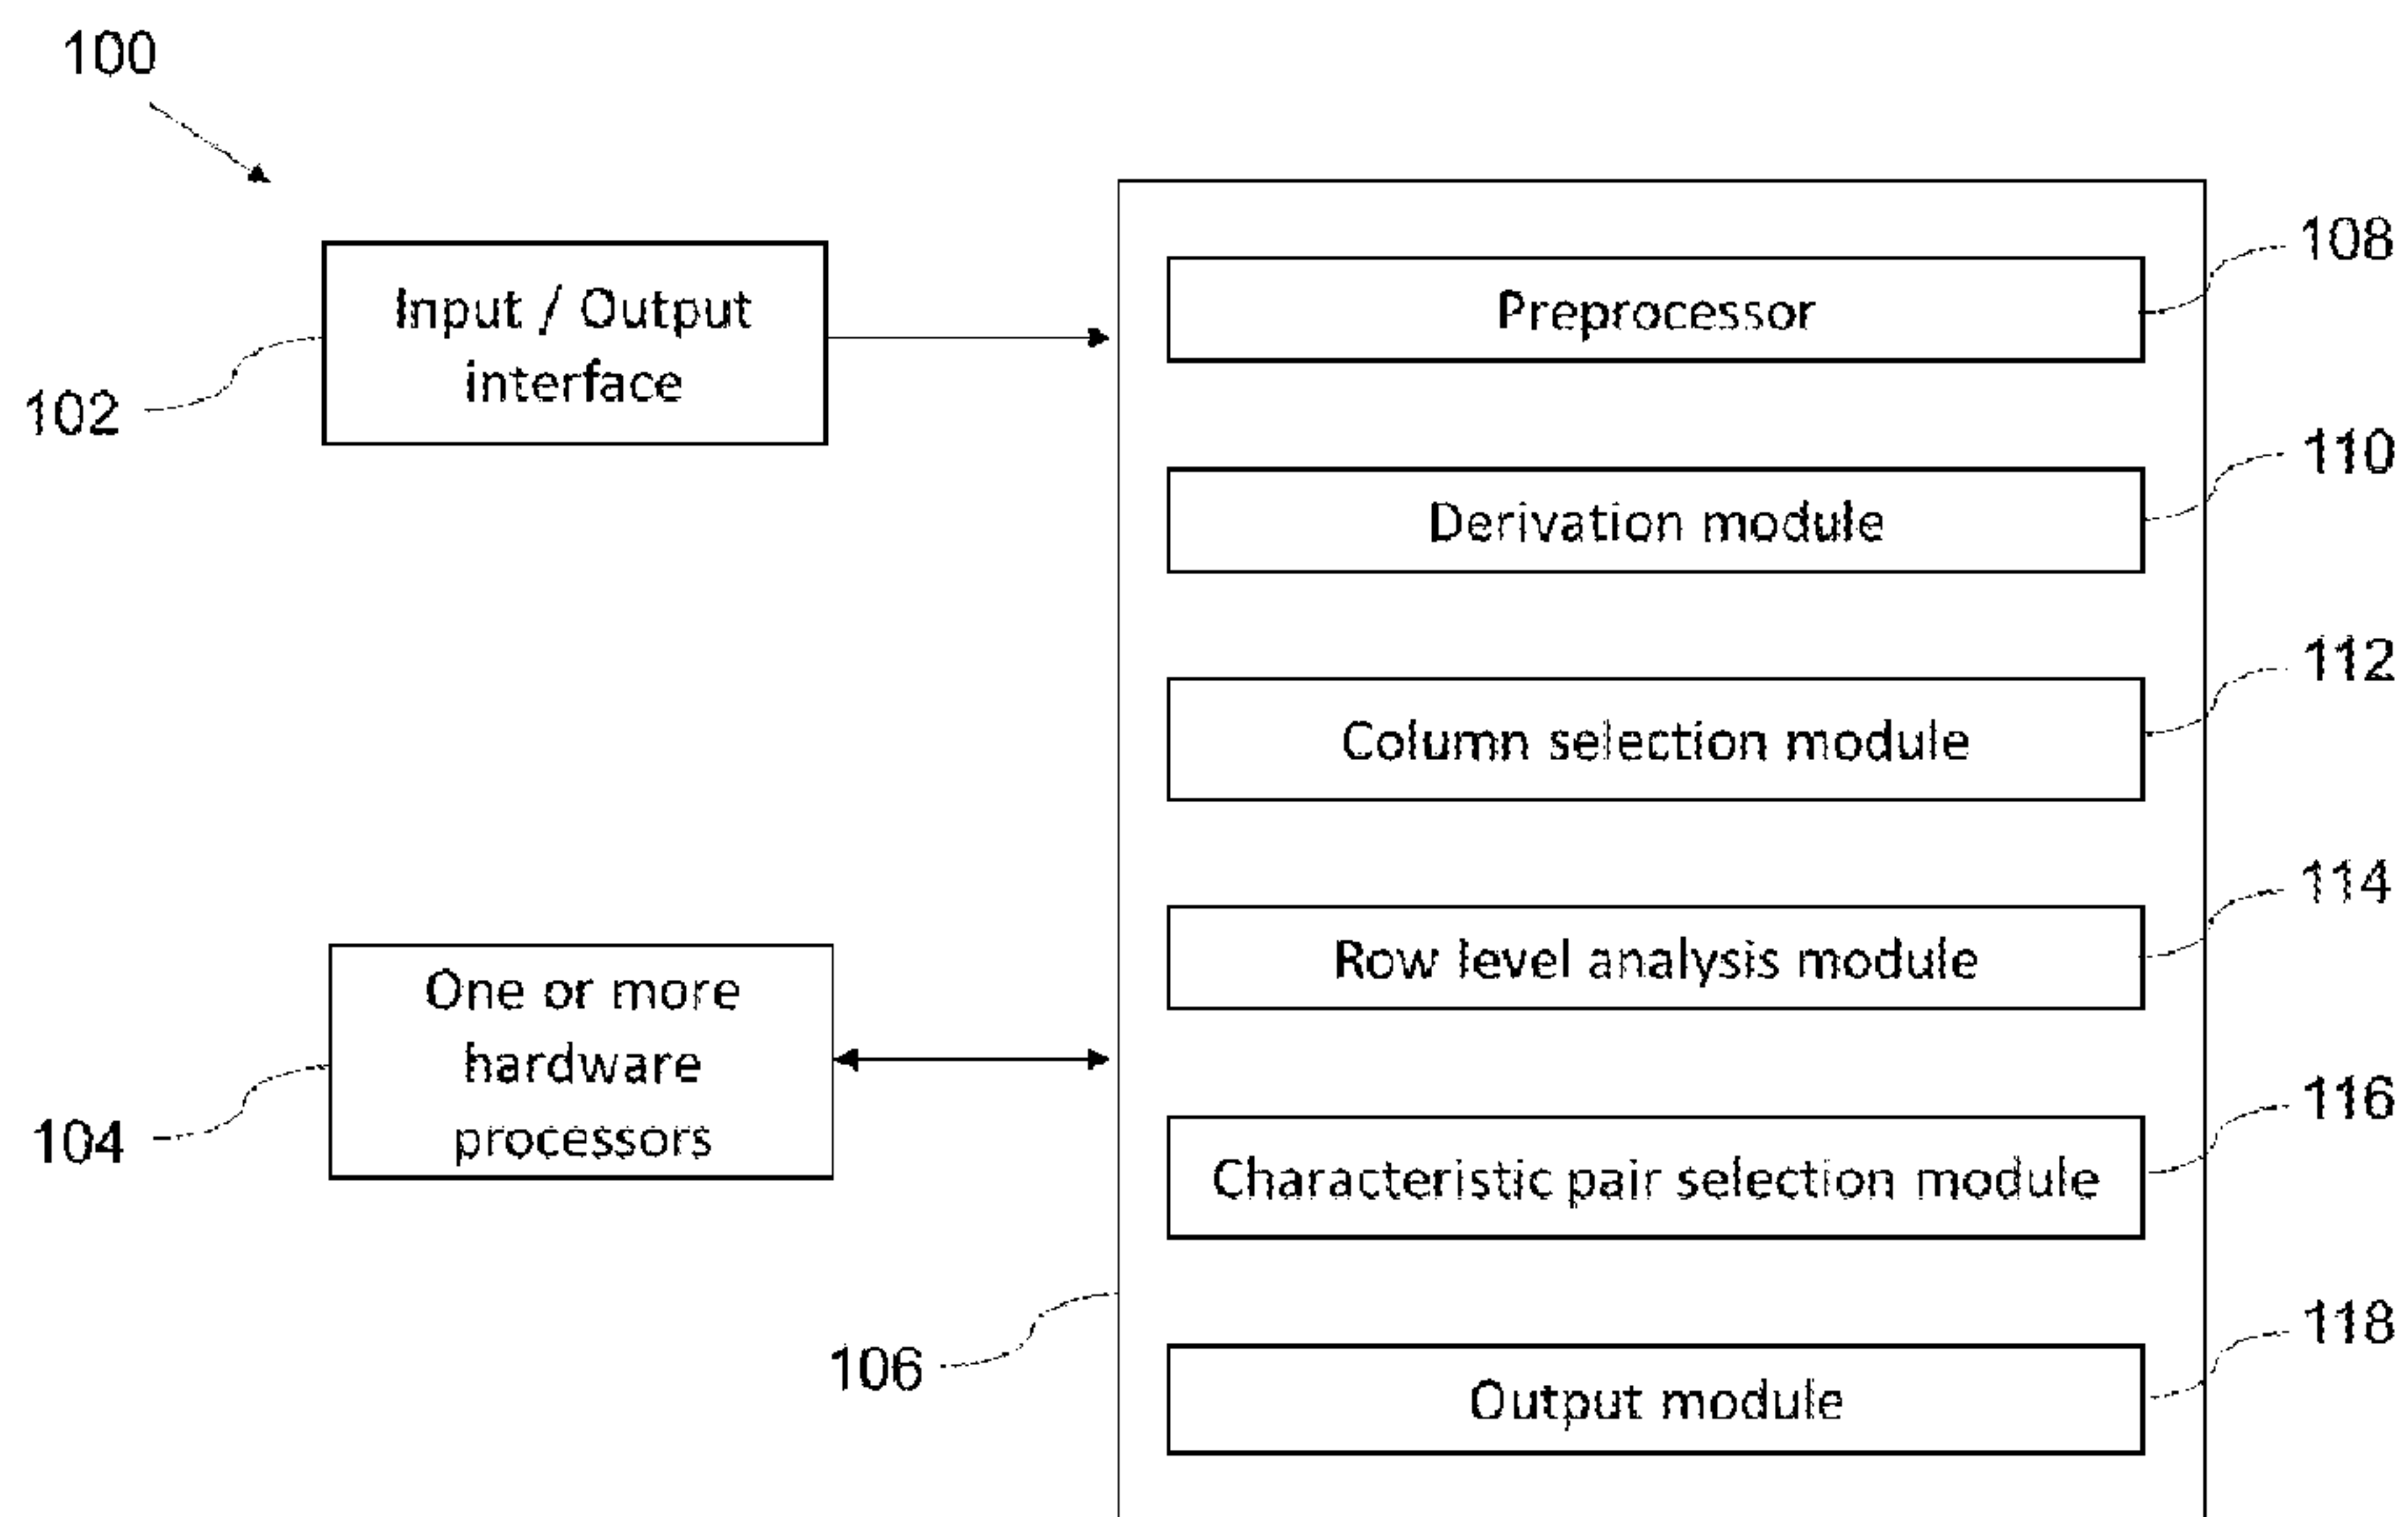 100
108
Input / Output
interface
Preprocessor
102
110
Derivation module
112
Column selection module
114
Row level analysis module
One or more
hardware
processors
104
116
Characteristic pair selection module
106
118
Output module